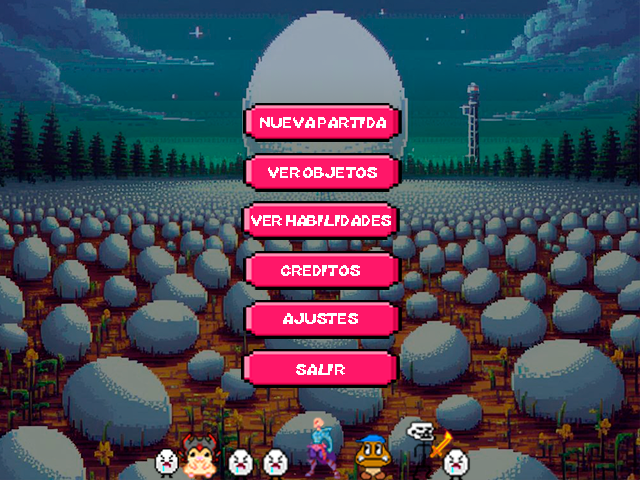 NUEVA PARTIDA
VER OBJETOS
VER HABILIDADES
CREDITOS
AJUSTES
SALIR